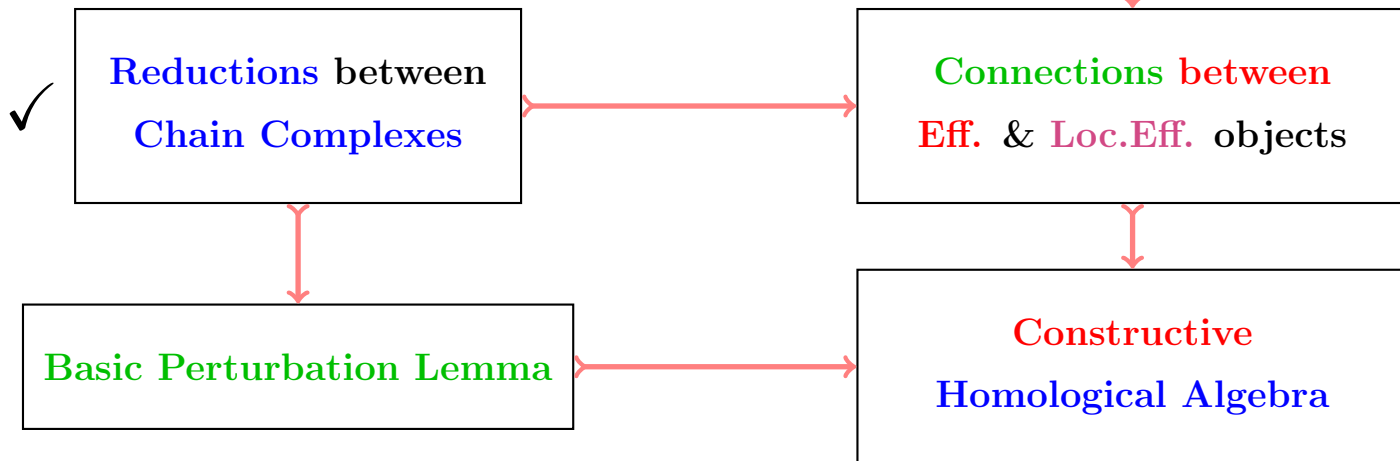 ✓
Reductions between
Chain Complexes
Connections between
Eff. & Loc.Eff. objects
Basic Perturbation Lemma
Constructive
Homological Algebra